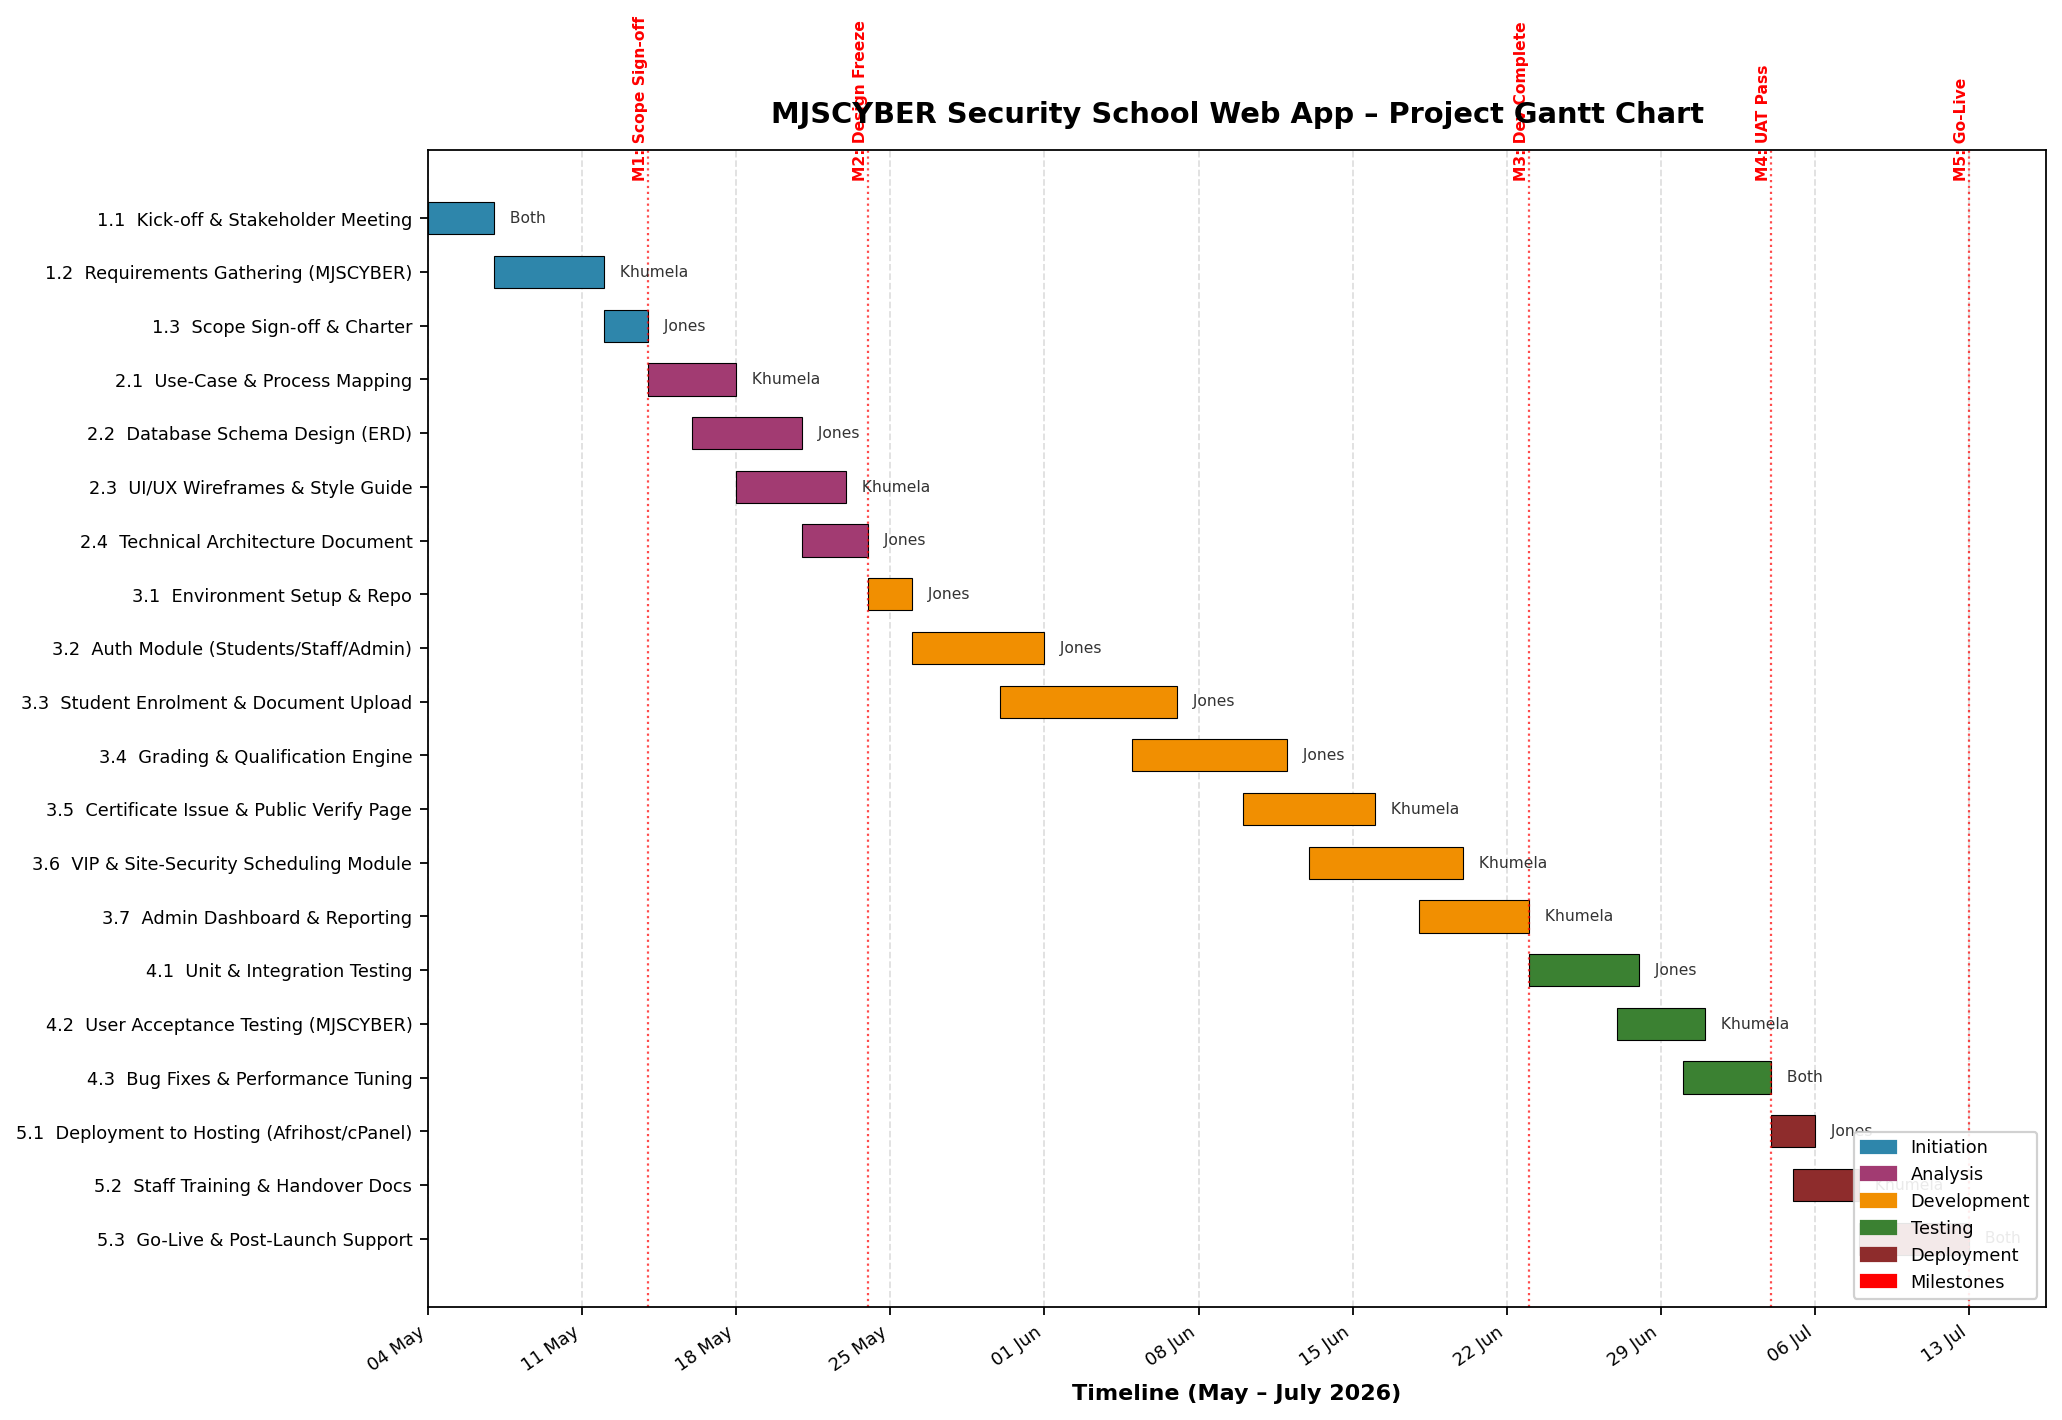 M1: Scope Sign-off
M2: Design Freeze
M3: Dev Complete
M4: UAT Pass
M5: Go-Live
MJSCYBER Security School Web App – Project Gantt Chart
1.1 Kick-off & Stakeholder Meeting
Both
1.2 Requirements Gathering (MJSCYBER)
Khumela
1.3 Scope Sign-off & Charter
Jones
2.1 Use-Case & Process Mapping
Khumela
2.2 Database Schema Design (ERD)
Jones
2.3 UI/UX Wireframes & Style Guide
Khumela
2.4 Technical Architecture Document
Jones
3.1 Environment Setup & Repo
Jones
3.2 Auth Module (Students/Staff/Admin)
Jones
3.3 Student Enrolment & Document Upload
Jones
3.4 Grading & Qualification Engine
Jones
3.5 Certificate Issue & Public Verify Page
Khumela
3.6 VIP & Site-Security Scheduling Module
Khumela
3.7 Admin Dashboard & Reporting
Khumela
4.1 Unit & Integration Testing
Jones
4.2 User Acceptance Testing (MJSCYBER)
Khumela
4.3 Bug Fixes & Performance Tuning
Both
5.1 Deployment to Hosting (Afrihost/cPanel)
Jones
5.2 Staff Training & Handover Docs
Khumela
5.3 Go-Live & Post-Launch Support
Both
Initiation
Analysis
Development
Testing
Deployment
Milestones
04 May
11 May
18 May
25 May
01 Jun
08 Jun
15 Jun
22 Jun
29 Jun
06 Jul
13 Jul
Timeline (May – July 2026)